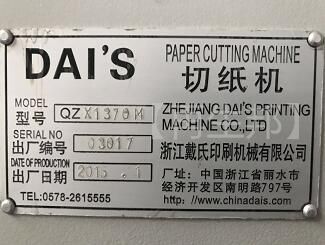 DAI'S
PAPER CUTTING MACHINE
切纸机
MODEL
型号 QZX1370M
ZHEJIANG DAI'S PRINTING
MACHINE CO.,LTD
SERIAL NO
出厂编号 03017
浙江戴氏印刷机械有限公司
DATE OF PRODUCTION
出厂日期 2015 . 1
厂址：中国浙江省丽水市
经济开发区南明路797号
TEL:0578-2615555
http://www.chinadais.com